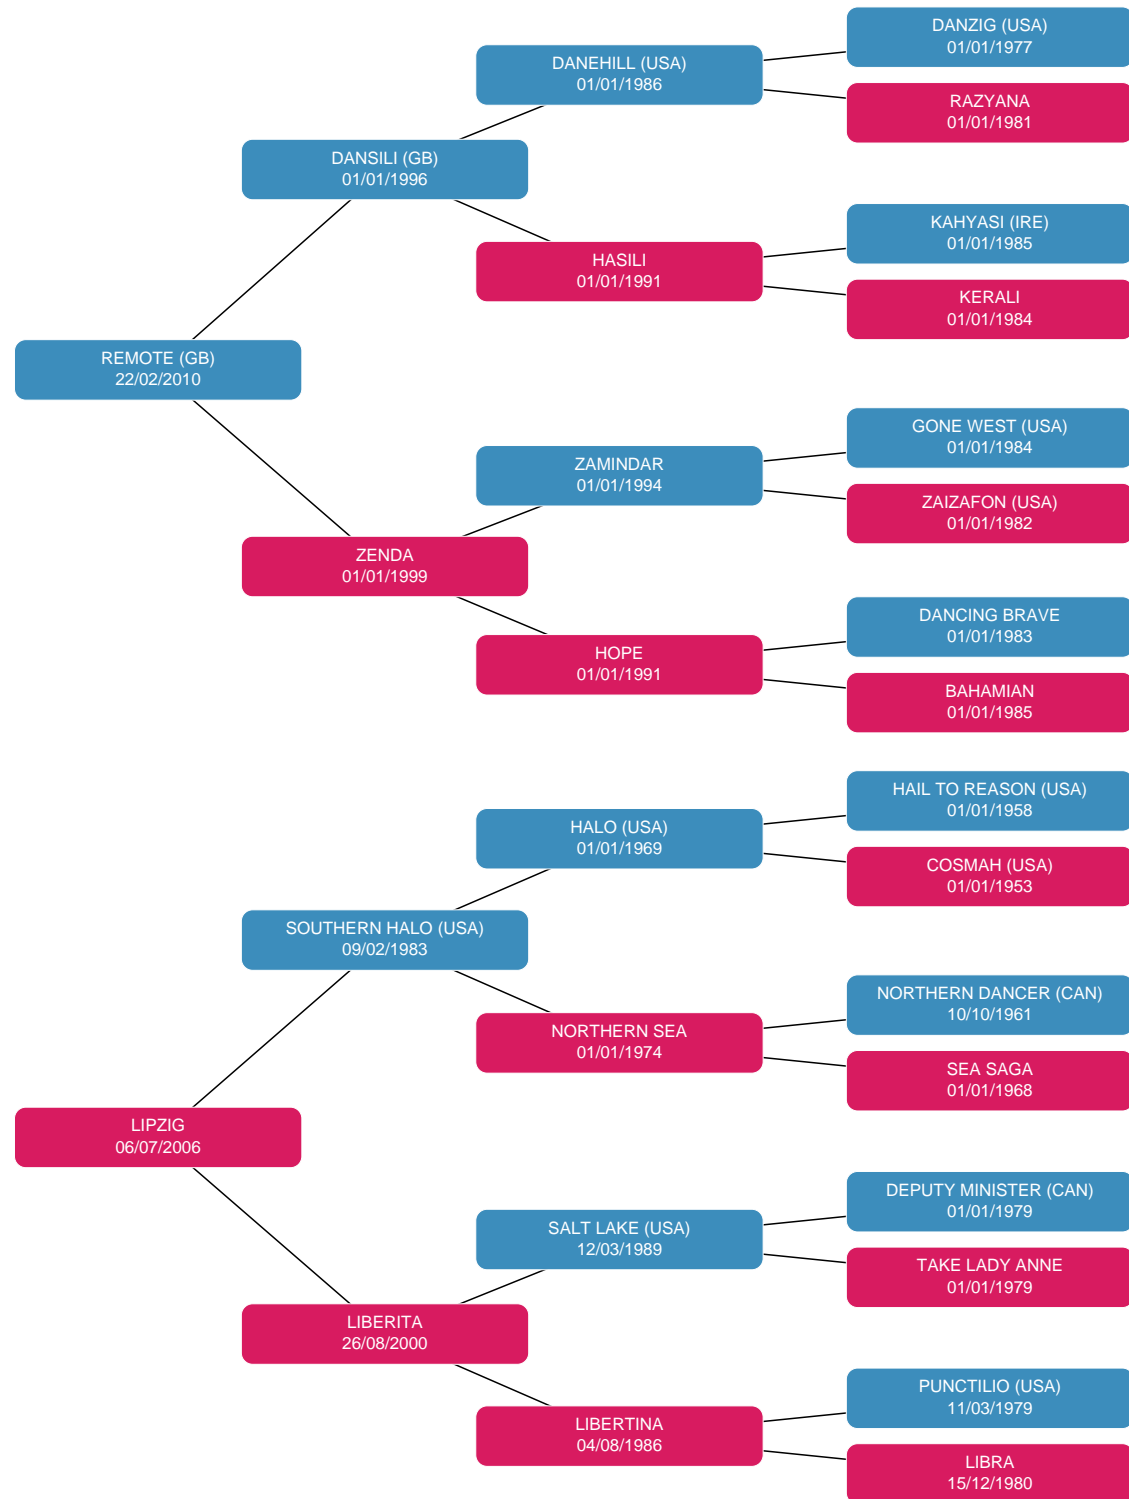 DANZIG (USA)
01/01/1977
DANEHILL (USA)
01/01/1986
RAZYANA
01/01/1981
DANSILI (GB)
01/01/1996
KAHYASI (IRE)
01/01/1985
HASILI
01/01/1991
KERALI
01/01/1984
REMOTE (GB)
22/02/2010
GONE WEST (USA)
01/01/1984
ZAMINDAR
01/01/1994
ZAIZAFON (USA)
01/01/1982
ZENDA
01/01/1999
DANCING BRAVE
01/01/1983
HOPE
01/01/1991
BAHAMIAN
01/01/1985
HAIL TO REASON (USA)
01/01/1958
HALO (USA)
01/01/1969
COSMAH (USA)
01/01/1953
SOUTHERN HALO (USA)
09/02/1983
NORTHERN DANCER (CAN)
10/10/1961
NORTHERN SEA
01/01/1974
SEA SAGA
01/01/1968
LIPZIG
06/07/2006
DEPUTY MINISTER (CAN)
01/01/1979
SALT LAKE (USA)
12/03/1989
TAKE LADY ANNE
01/01/1979
LIBERITA
26/08/2000
PUNCTILIO (USA)
11/03/1979
LIBERTINA
04/08/1986
LIBRA
15/12/1980